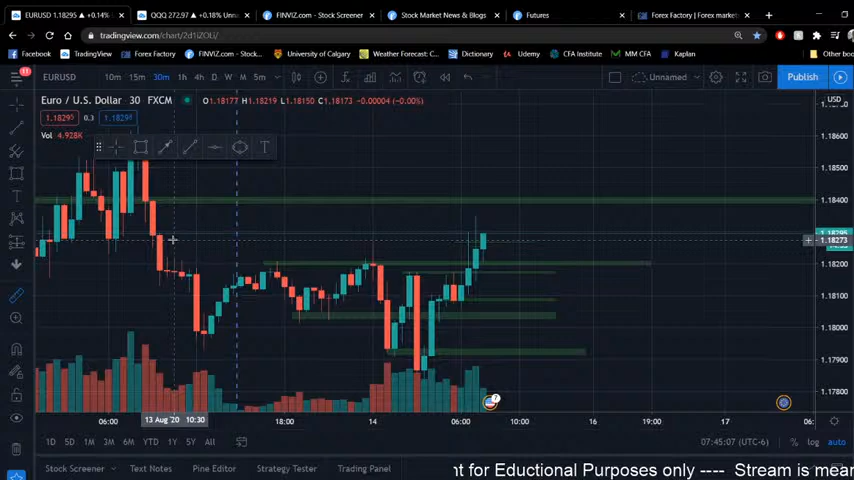 EURUSD 1.18295 ▲ +0.14%
QQQ 272.97 ▲ +0.18% Unna
FINVIZ.com - Stock Screener
Stock Market News & Blogs
Futures
Forex Factory | Forex market
tradingview.com/chart/2d1iZOLi/
Facebook
TradingView
Forex Factory
FINVIZ.com - Stock...
University of Calgary
Weather Forecast: C...
Dictionary
Udemy
CFA Institute
MM CFA
Kaplan
Other boo
11
EURUSD
10m 15m 30m 1h 4h D W M 5m
Unnamed
Publish
Euro / U.S. Dollar 30 FXCM
O1.18177 H1.18219 L1.18150 C1.18173 -0.00004 (-0.00%)
USD
1.18295 0.3 1.18298
Vol 4.928K
1.18600
1.18400
1.18295
1.18273
1.18200
1.18100
1.18000
1.17900
1.17800
7
06:00
13 Aug '20 10:30
18:00
14
06:00
10:00
16
19:00
17
06:
1D 5D 1M 3M 6M YTD 1Y 5Y All
07:45:07 (UTC-6)
% log auto
Stock Screener
Text Notes
Pine Editor
Strategy Tester
Trading Panel
nt for Eductional Purposes only ---- Stream is mean